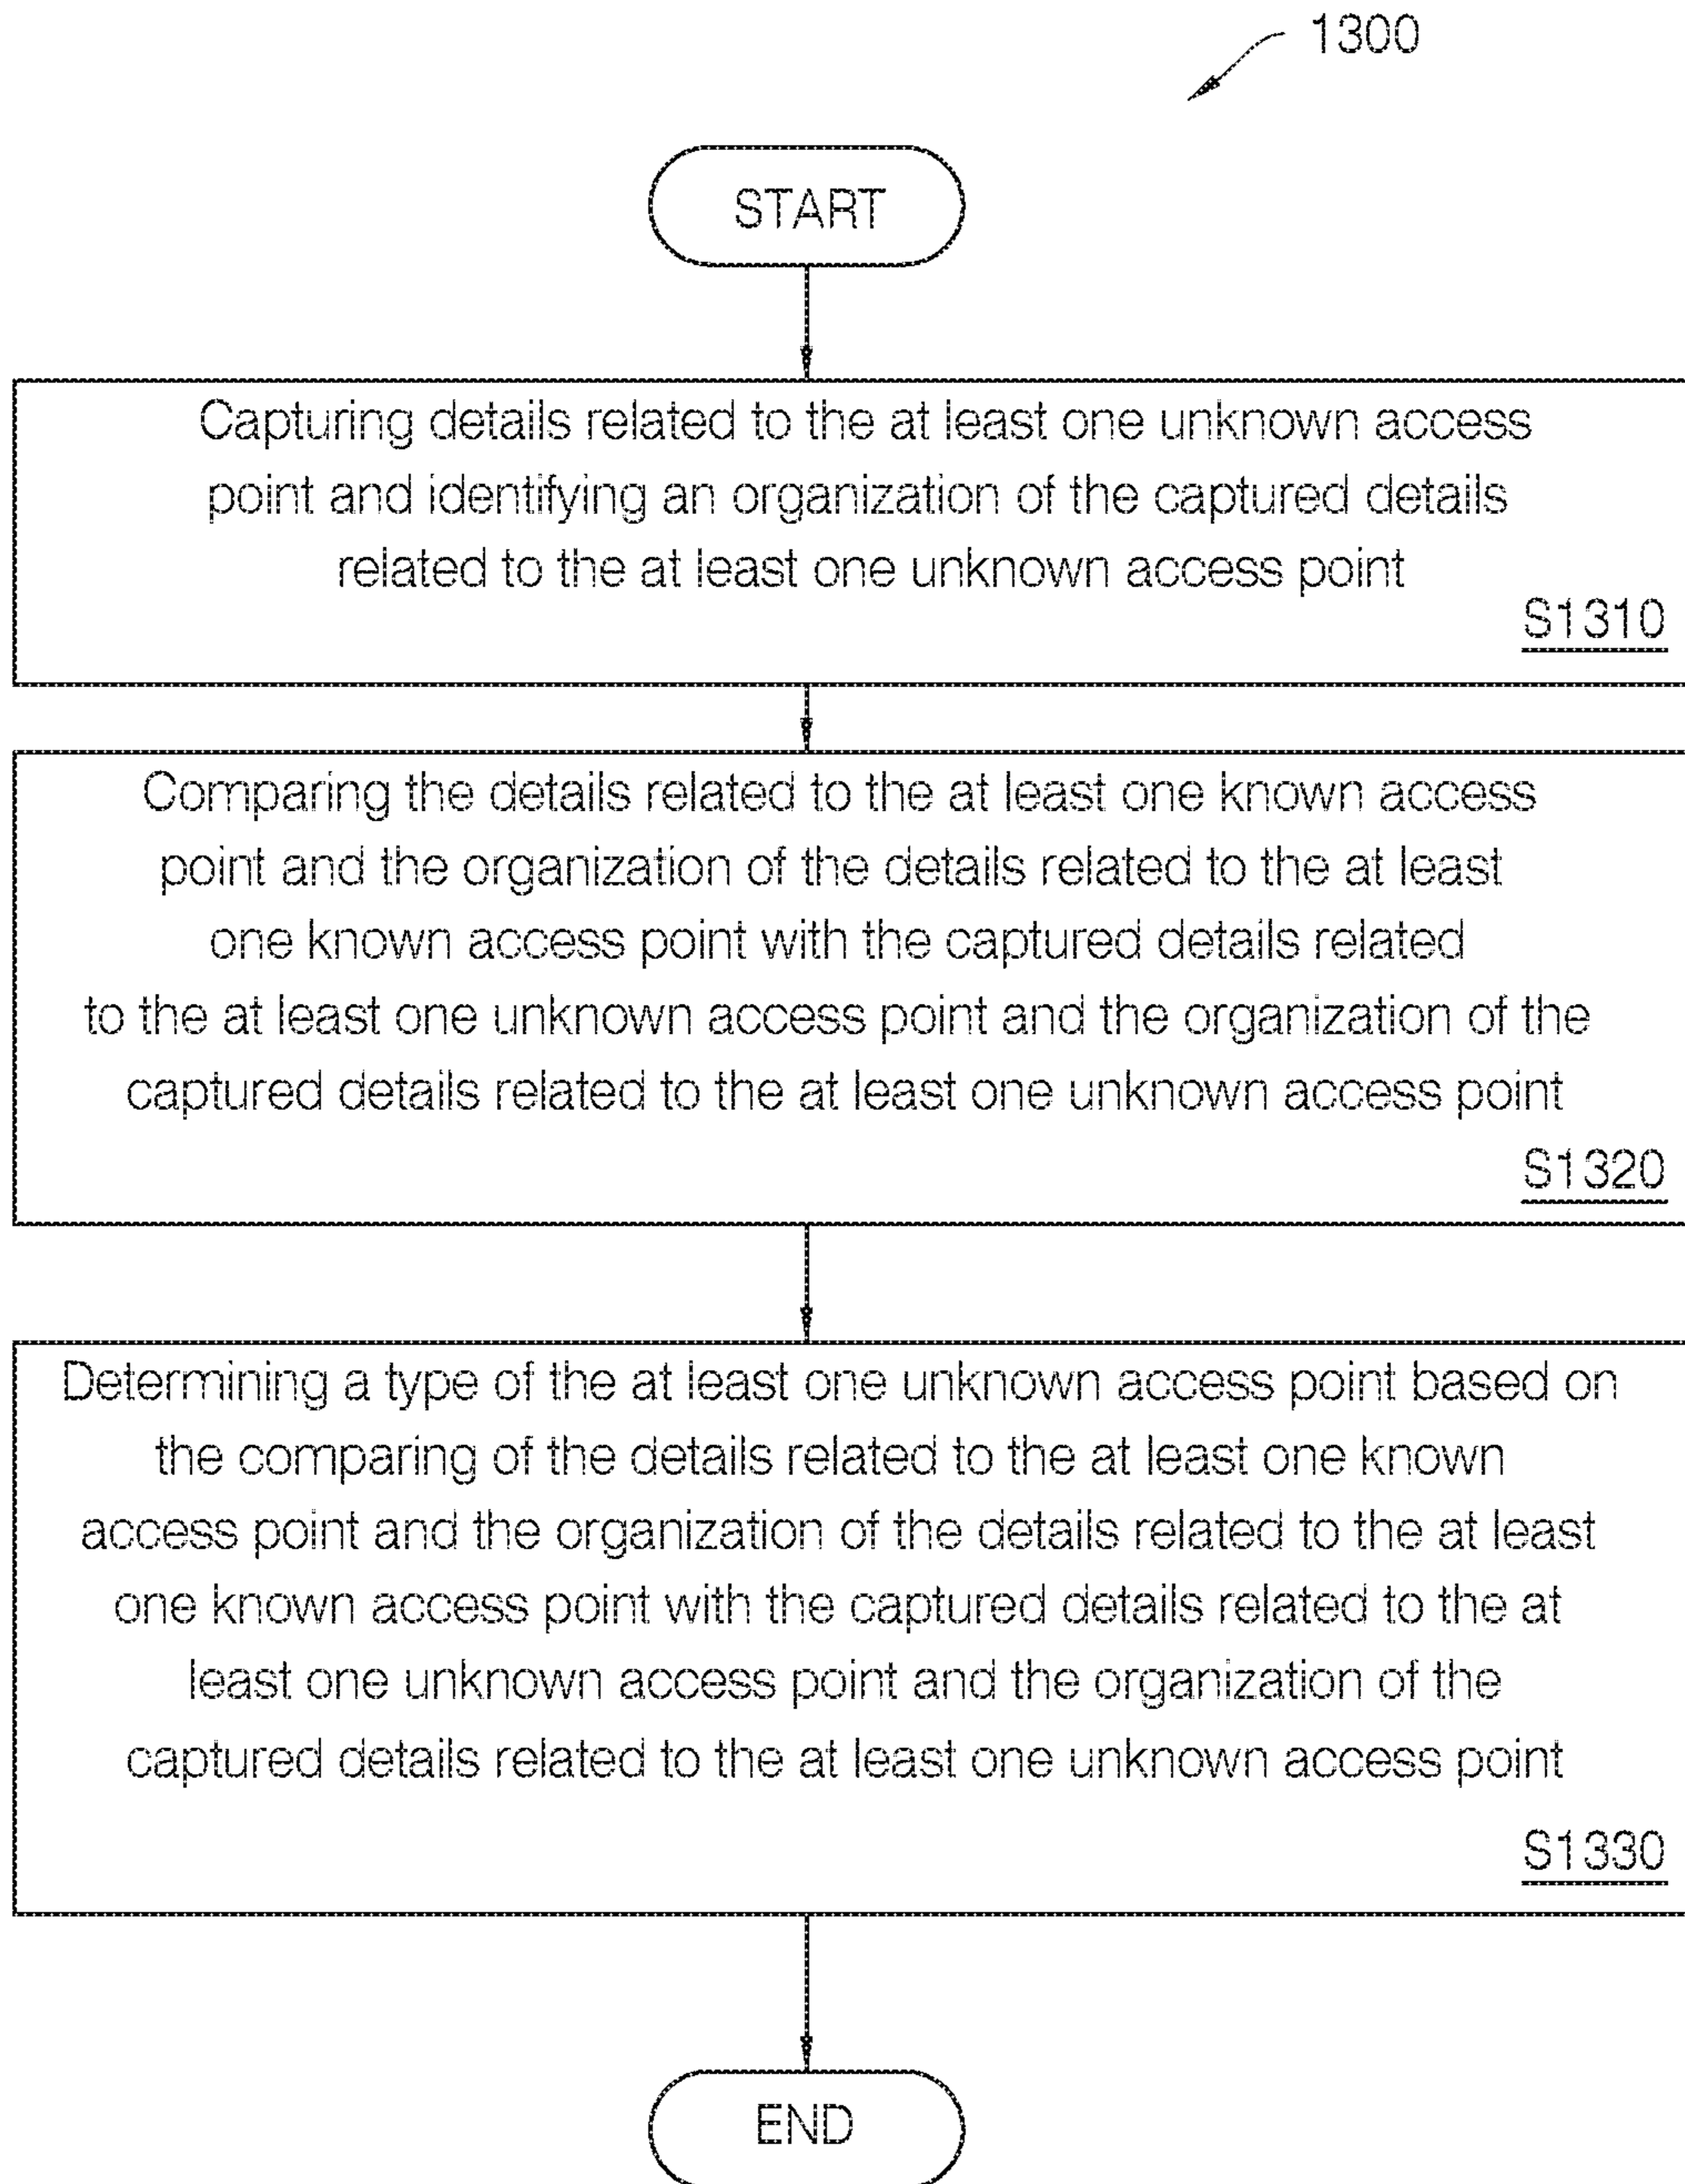 1300
START
Capturing details related to the at least one unknown access
point and identifying an organization of the captured details
related to the at least one unknown access point
S1310
Comparing the details related to the at least one known access
point and the organization of the details related to the at least
one known access point with the captured details related
to the at least one unknown access point and the organization of the
captured details related to the at least one unknown access point
S1320
Determining a type of the at least one unknown access point based on
the comparing of the details related to the at least one known
access point and the organization of the details related to the at least
one known access point with the captured details related to the at
least one unknown access point and the organization of the
captured details related to the at least one unknown access point
S1330
END